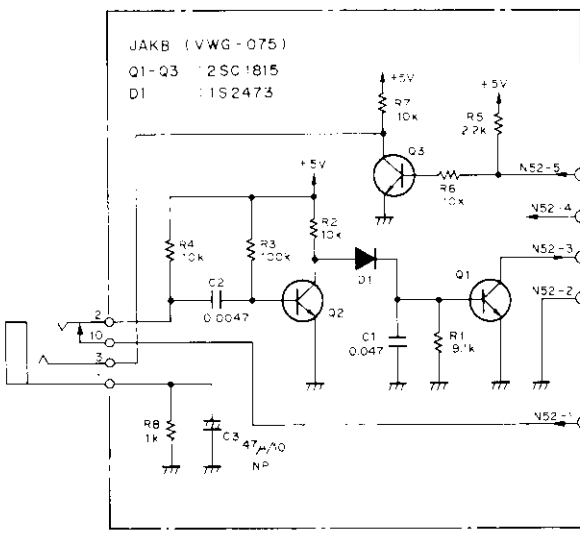 JAKB (VWG-075)
Q1-Q3 : 2SC1815
D1 : 1S2473
+5V
R7
10k
+5V
R5
2.2k
Q3
R6
10k
N52-5
N52-4
N52-3
N52-2
N52-1
+5V
R2
10k
R4
10k
R3
100k
C2
0.0047
Q2
D1
Q1
C1
0.047
R1
9.1k
2
10
3
1
R8
1k
C3
47μ/10
NP